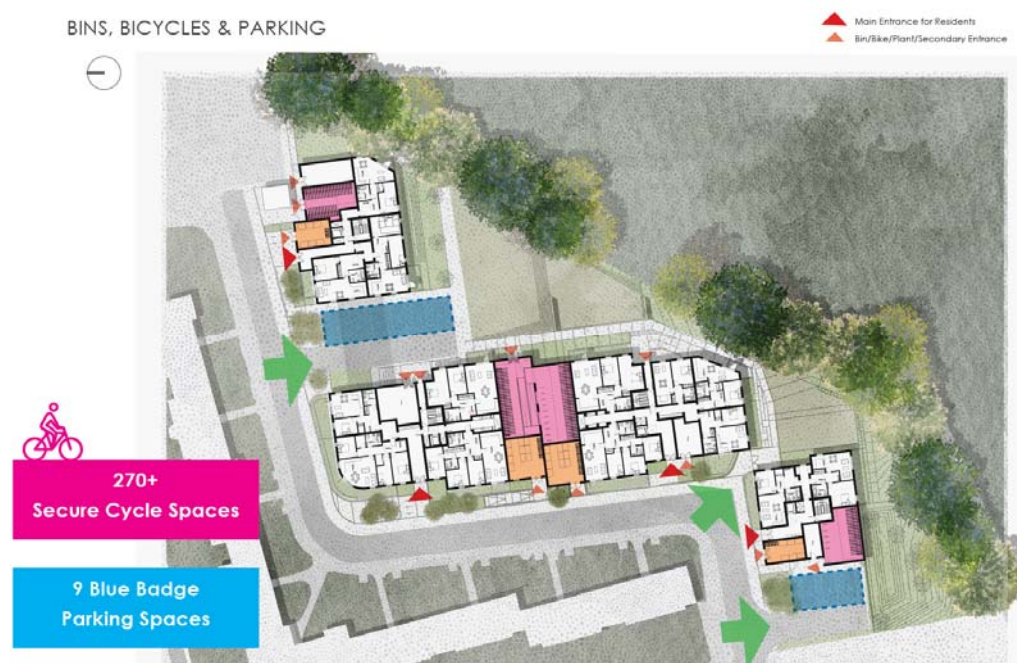 BINS, BICYCLES & PARKING
Main Entrance for Residents
Bin/Bike/Plant/Secondary Entrance
270+
Secure Cycle Spaces
9 Blue Badge
Parking Spaces